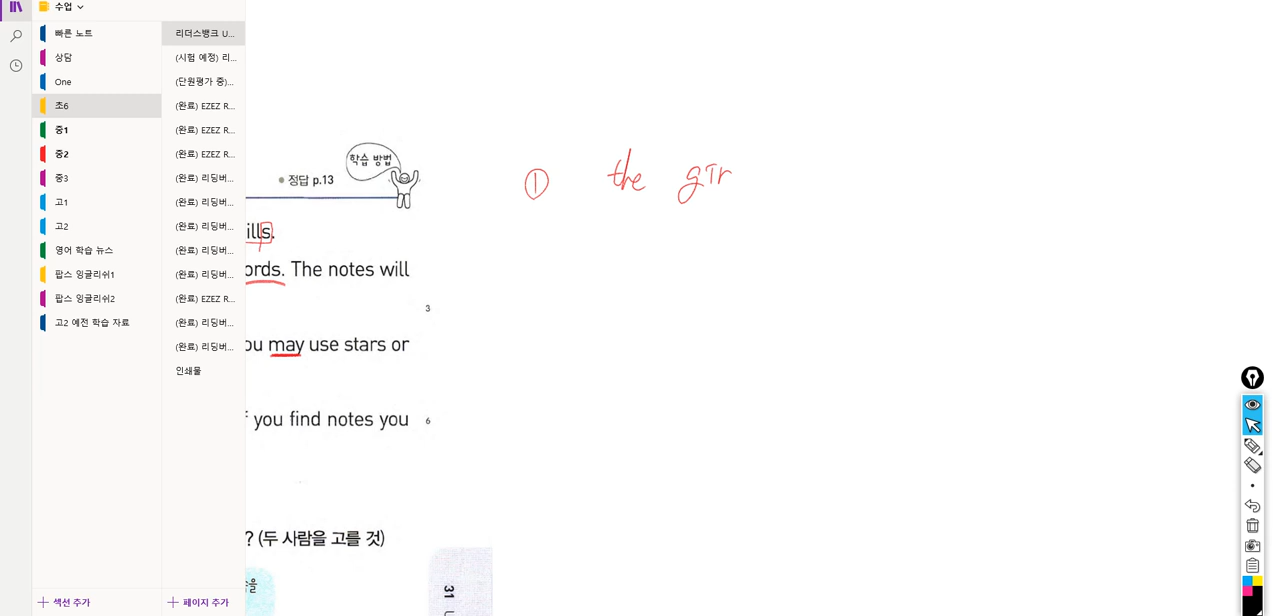 수업
빠른 노트
상담
One
초6
중1
중2
중3
고1
고2
영어 학습 뉴스
팝스 잉글리쉬1
팝스 잉글리쉬2
고2 예전 학습 자료
섹션 추가
리더스뱅크 U...
(시험 예정) 리...
(단원평가 중)...
(완료) EZEZ R...
(완료) EZEZ R...
(완료) EZEZ R...
(완료) 리딩버...
(완료) 리딩버...
(완료) 리딩버...
(완료) 리딩버...
(완료) 리딩버...
(완료) EZEZ R...
(완료) 리딩버...
(완료) 리딩버...
인쇄물
페이지 추가
학습 방법
정답 p.13
ills.
ords. The notes will
3
ou may use stars or
f you find notes you
6
? (두 사람을 고를 것)
을
31
① the gir